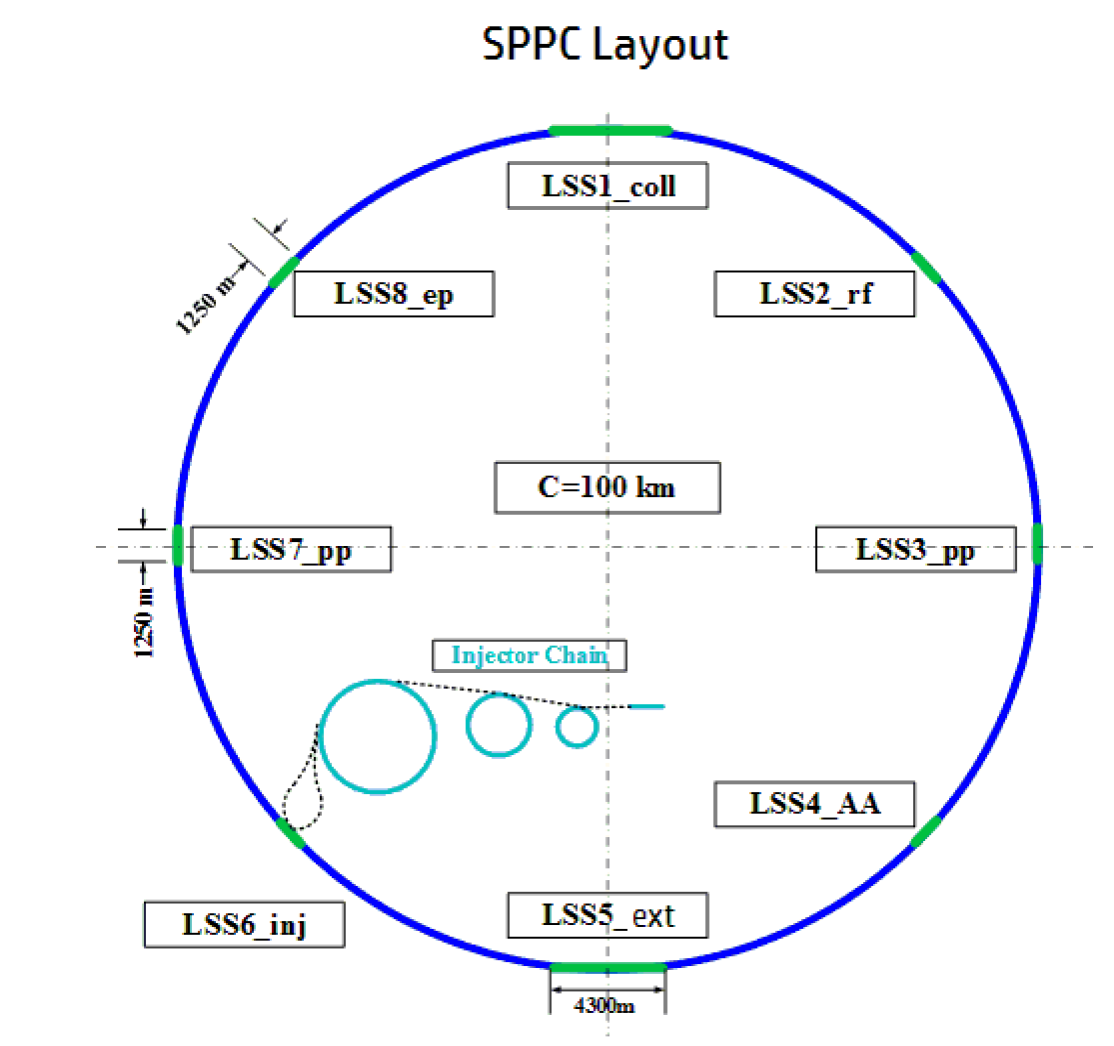 SPPC Layout
LSS1_coll
1250 m
LSS8_ep
LSS2_rf
C=100 km
LSS7_pp
LSS3_pp
1250 m
Injector Chain
LSS4_AA
LSS5_ext
LSS6_inj
4300m